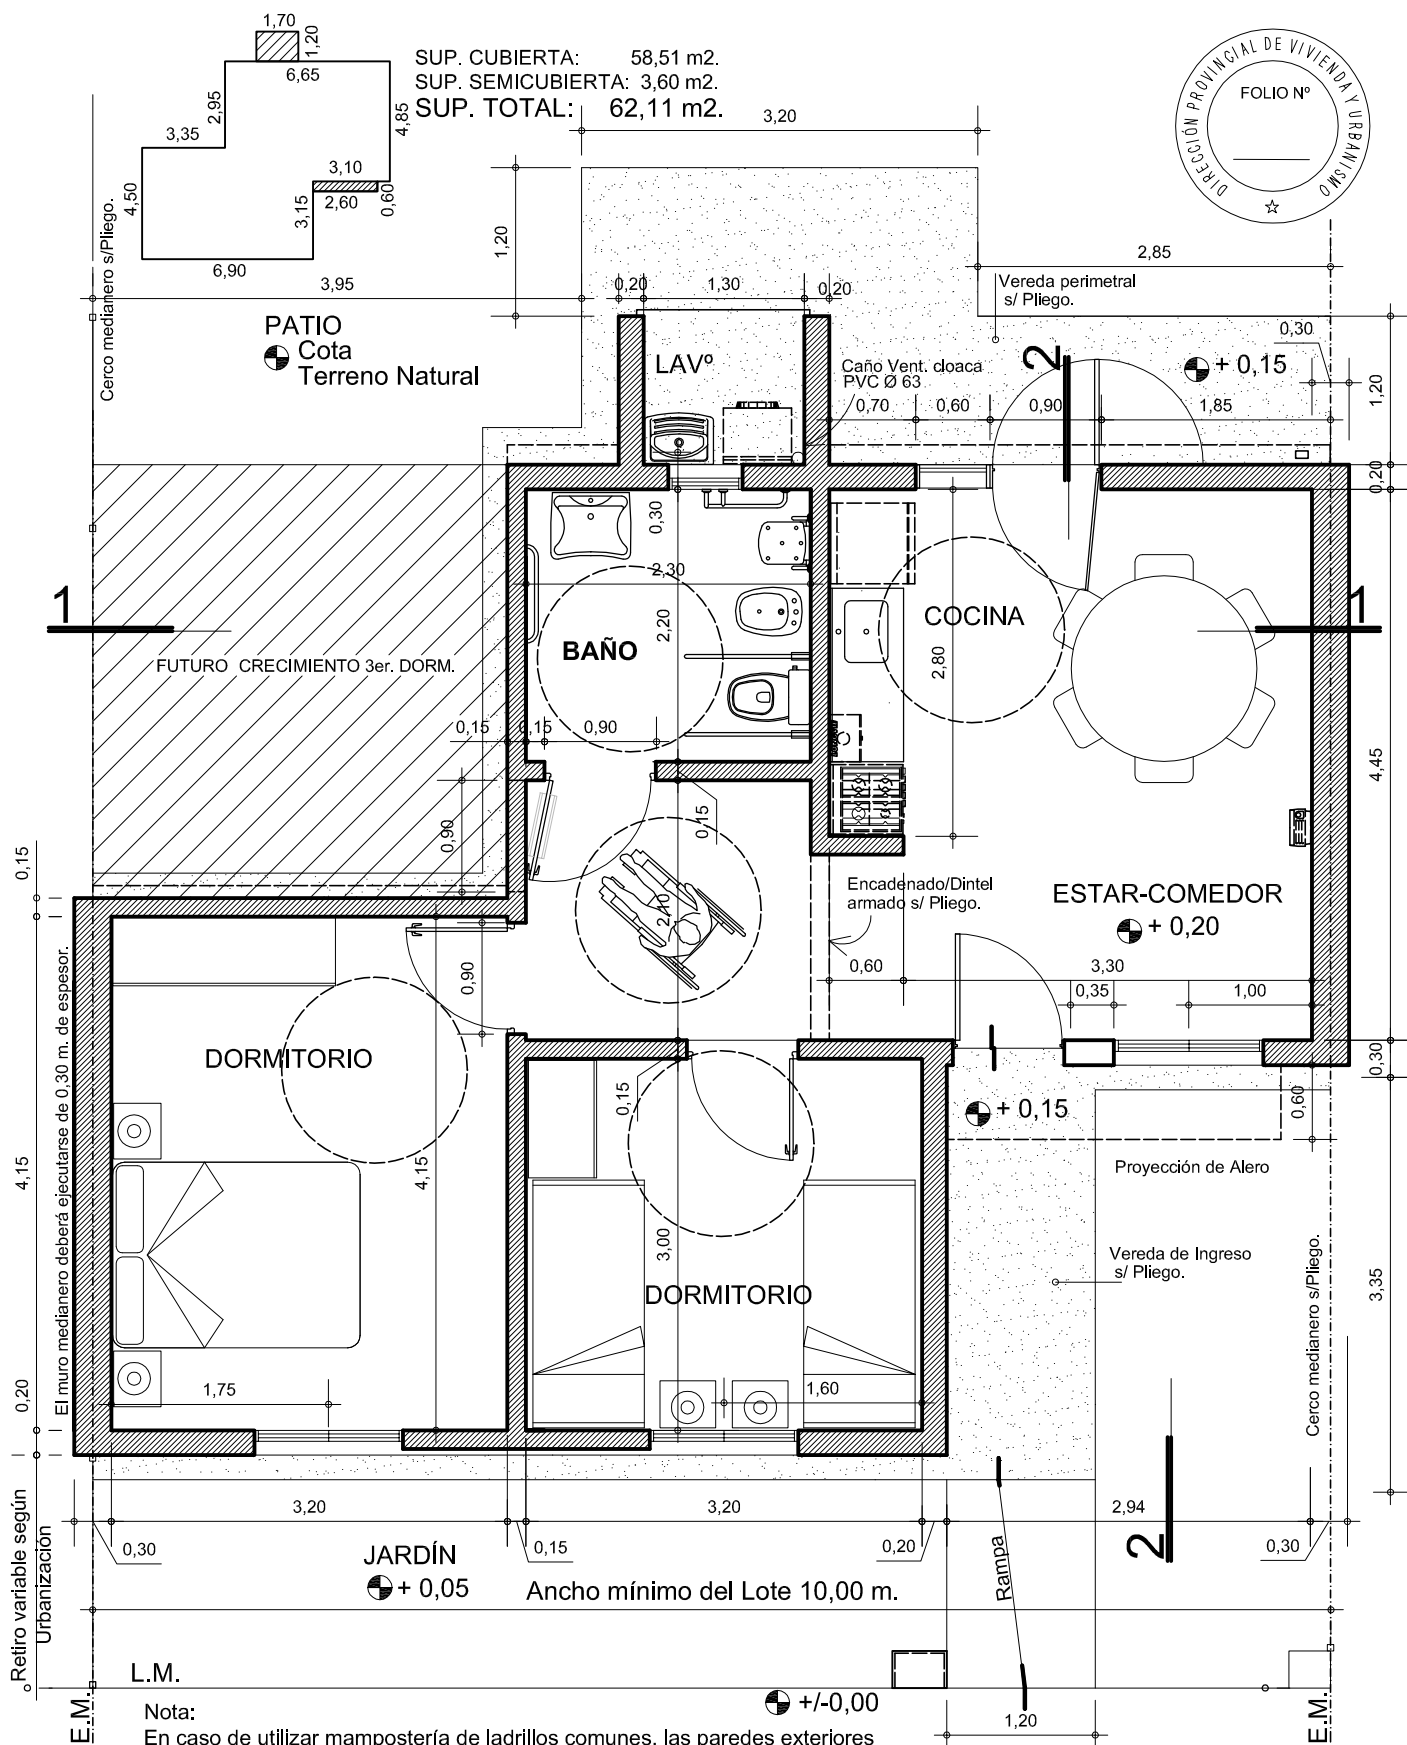 1,70
1,20
6,65
2,95
3,35
4,85
4,50
3,10
3,15
2,60
0,60
6,90
SUP. CUBIERTA: 58,51 m2.
SUP. SEMICUBIERTA: 3,60 m2.
SUP. TOTAL: 62,11 m2.
DIRECCIÓN PROVINCIAL DE VIVIENDA Y URBANISMO
FOLIO Nº
3,20
1,20
2,85
3,95
0,20
1,30
0,20
Cerco medianero s/Pliego.
Vereda perimetral
s/ Pliego.
0,30
PATIO
Cota
Terreno Natural
LAVº
Caño Vent. cloaca
PVC Ø 63
2
+ 0,15
1,20
0,70
0,60
0,90
1,85
0,20
0,30
2,30
2,20
1
1
COCINA
BAÑO
2,80
FUTURO CRECIMIENTO 3er. DORM.
0,15
0,15
0,90
4,45
0,15
0,90
0,15
Encadenado/Dintel
armado s/ Pliego.
ESTAR-COMEDOR
+ 0,20
2,10
0,60
3,30
0,35
1,00
0,90
El muro medianero deberá ejecutarse de 0,30 m. de espesor.
DORMITORIO
0,30
0,15
+ 0,15
0,60
4,15
4,15
Proyección de Alero
3,00
Vereda de Ingreso
s/ Pliego.
Cerco medianero s/Pliego.
3,35
DORMITORIO
1,75
1,60
0,20
3,20
3,20
2,94
0,30
0,15
0,20
0,30
2
Retiro variable según
Urbanización
JARDÍN
+ 0,05
Ancho mínimo del Lote 10,00 m.
Rampa
L.M.
+/-0,00
E.M.
E.M.
1,20
Nota:
En caso de utilizar mampostería de ladrillos comunes, las paredes exteriores